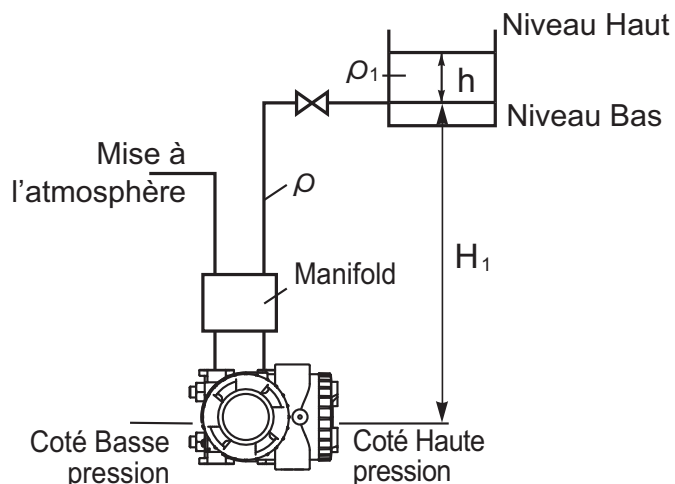 Niveau Haut
ρ1
h
Niveau Bas
Mise à
l'atmosphère
ρ
H1
Manifold
Coté Basse
pression
Coté Haute
pression